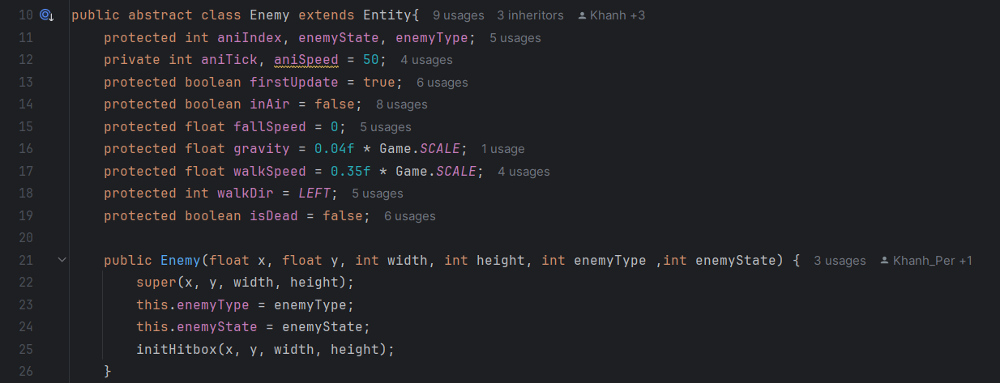 10 public abstract class Enemy extends Entity{ 9 usages 3 inheritors Khanh +3
11 protected int aniIndex, enemyState, enemyType; 5 usages
12 private int aniTick, aniSpeed = 50; 4 usages
13 protected boolean firstUpdate = true; 6 usages
14 protected boolean inAir = false; 8 usages
15 protected float fallSpeed = 0; 5 usages
16 protected float gravity = 0.04f * Game.SCALE; 1 usage
17 protected float walkSpeed = 0.35f * Game.SCALE; 4 usages
18 protected int walkDir = LEFT; 5 usages
19 protected boolean isDead = false; 6 usages
20
21 public Enemy(float x, float y, int width, int height, int enemyType ,int enemyState) { 3 usages Khanh_Per +1
22 super(x, y, width, height);
23 this.enemyType = enemyType;
24 this.enemyState = enemyState;
25 initHitbox(x, y, width, height);
26 }